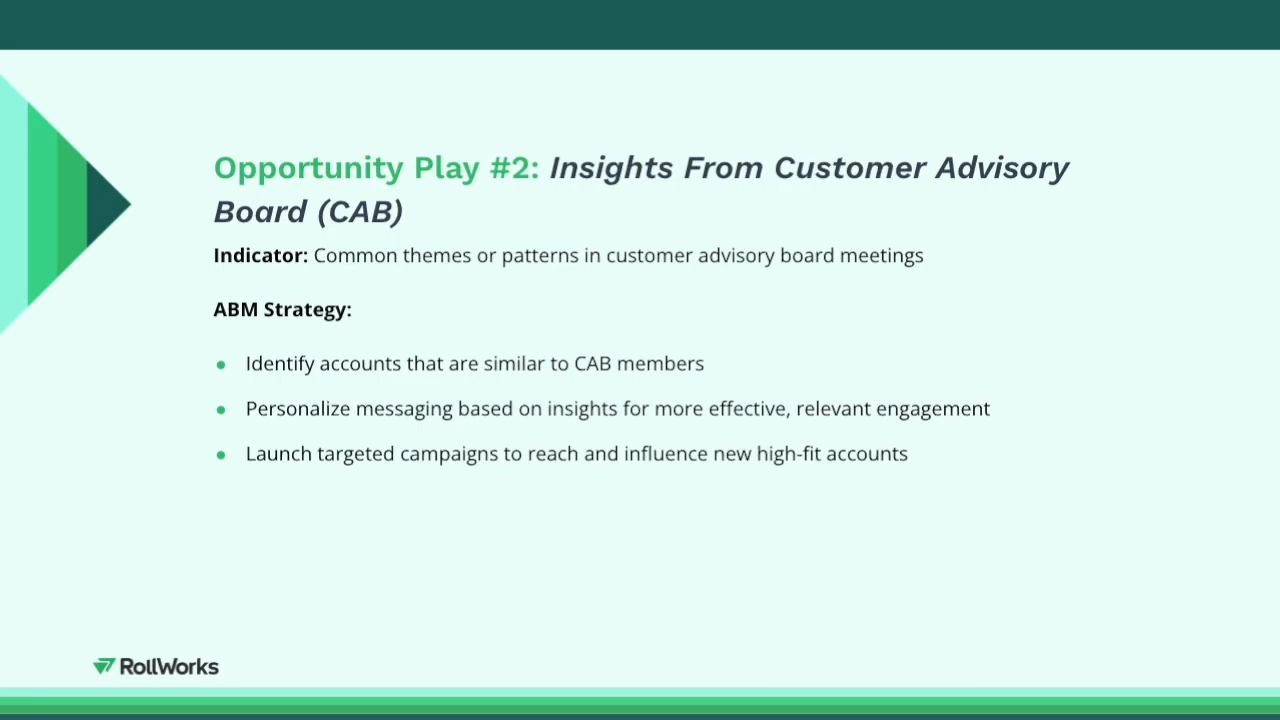 Opportunity Play #2: Insights From Customer Advisory
Board (CAB)
Indicator: Common themes or patterns in customer advisory board meetings
ABM Strategy:
● Identify accounts that are similar to CAB members
● Personalize messaging based on insights for more effective, relevant engagement
● Launch targeted campaigns to reach and influence new high-fit accounts
RollWorks